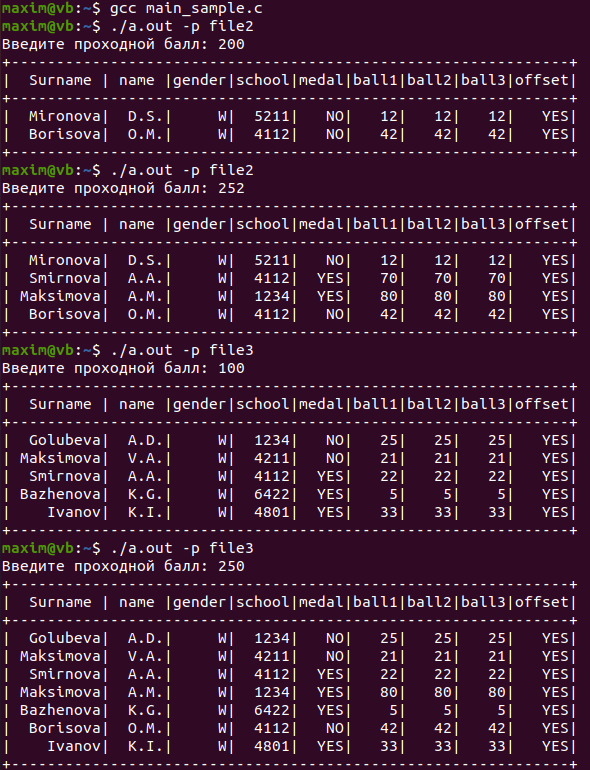 maxim@vb:~$ gcc main_sample.c
maxim@vb:~$ ./a.out -p file2
Введите проходной балл: 200
+--------------------------------------------------------------+
|  Surname | name |gender|school|medal|ball1|ball2|ball3|offset|
+--------------------------------------------------------------+
|  Mironova|  D.S.|     W|  5211|   NO|   12|   12|   12|   YES|
|  Borisova|  O.M.|     W|  4112|   NO|   42|   42|   42|   YES|
+--------------------------------------------------------------+
maxim@vb:~$ ./a.out -p file2
Введите проходной балл: 252
+--------------------------------------------------------------+
|  Surname | name |gender|school|medal|ball1|ball2|ball3|offset|
+--------------------------------------------------------------+
|  Mironova|  D.S.|     W|  5211|   NO|   12|   12|   12|   YES|
|  Smirnova|  A.A.|     W|  4112|  YES|   70|   70|   70|   YES|
| Maksimova|  A.M.|     W|  1234|  YES|   80|   80|   80|   YES|
|  Borisova|  O.M.|     W|  4112|   NO|   42|   42|   42|   YES|
+--------------------------------------------------------------+
maxim@vb:~$ ./a.out -p file3
Введите проходной балл: 100
+--------------------------------------------------------------+
|  Surname | name |gender|school|medal|ball1|ball2|ball3|offset|
+--------------------------------------------------------------+
|  Golubeva|  A.D.|     W|  1234|   NO|   25|   25|   25|   YES|
| Maksimova|  V.A.|     W|  4211|   NO|   21|   21|   21|   YES|
|  Smirnova|  A.A.|     W|  4112|  YES|   22|   22|   22|   YES|
| Bazhenova|  K.G.|     W|  6422|  YES|    5|    5|    5|   YES|
|    Ivanov|  K.I.|     W|  4801|  YES|   33|   33|   33|   YES|
+--------------------------------------------------------------+
maxim@vb:~$ ./a.out -p file3
Введите проходной балл: 250
+--------------------------------------------------------------+
|  Surname | name |gender|school|medal|ball1|ball2|ball3|offset|
+--------------------------------------------------------------+
|  Golubeva|  A.D.|     W|  1234|   NO|   25|   25|   25|   YES|
| Maksimova|  V.A.|     W|  4211|   NO|   21|   21|   21|   YES|
|  Smirnova|  A.A.|     W|  4112|  YES|   22|   22|   22|   YES|
| Maksimova|  A.M.|     W|  1234|  YES|   80|   80|   80|   YES|
| Bazhenova|  K.G.|     W|  6422|  YES|    5|    5|    5|   YES|
|  Borisova|  O.M.|     W|  4112|   NO|   42|   42|   42|   YES|
|    Ivanov|  K.I.|     W|  4801|  YES|   33|   33|   33|   YES|
+--------------------------------------------------------------+